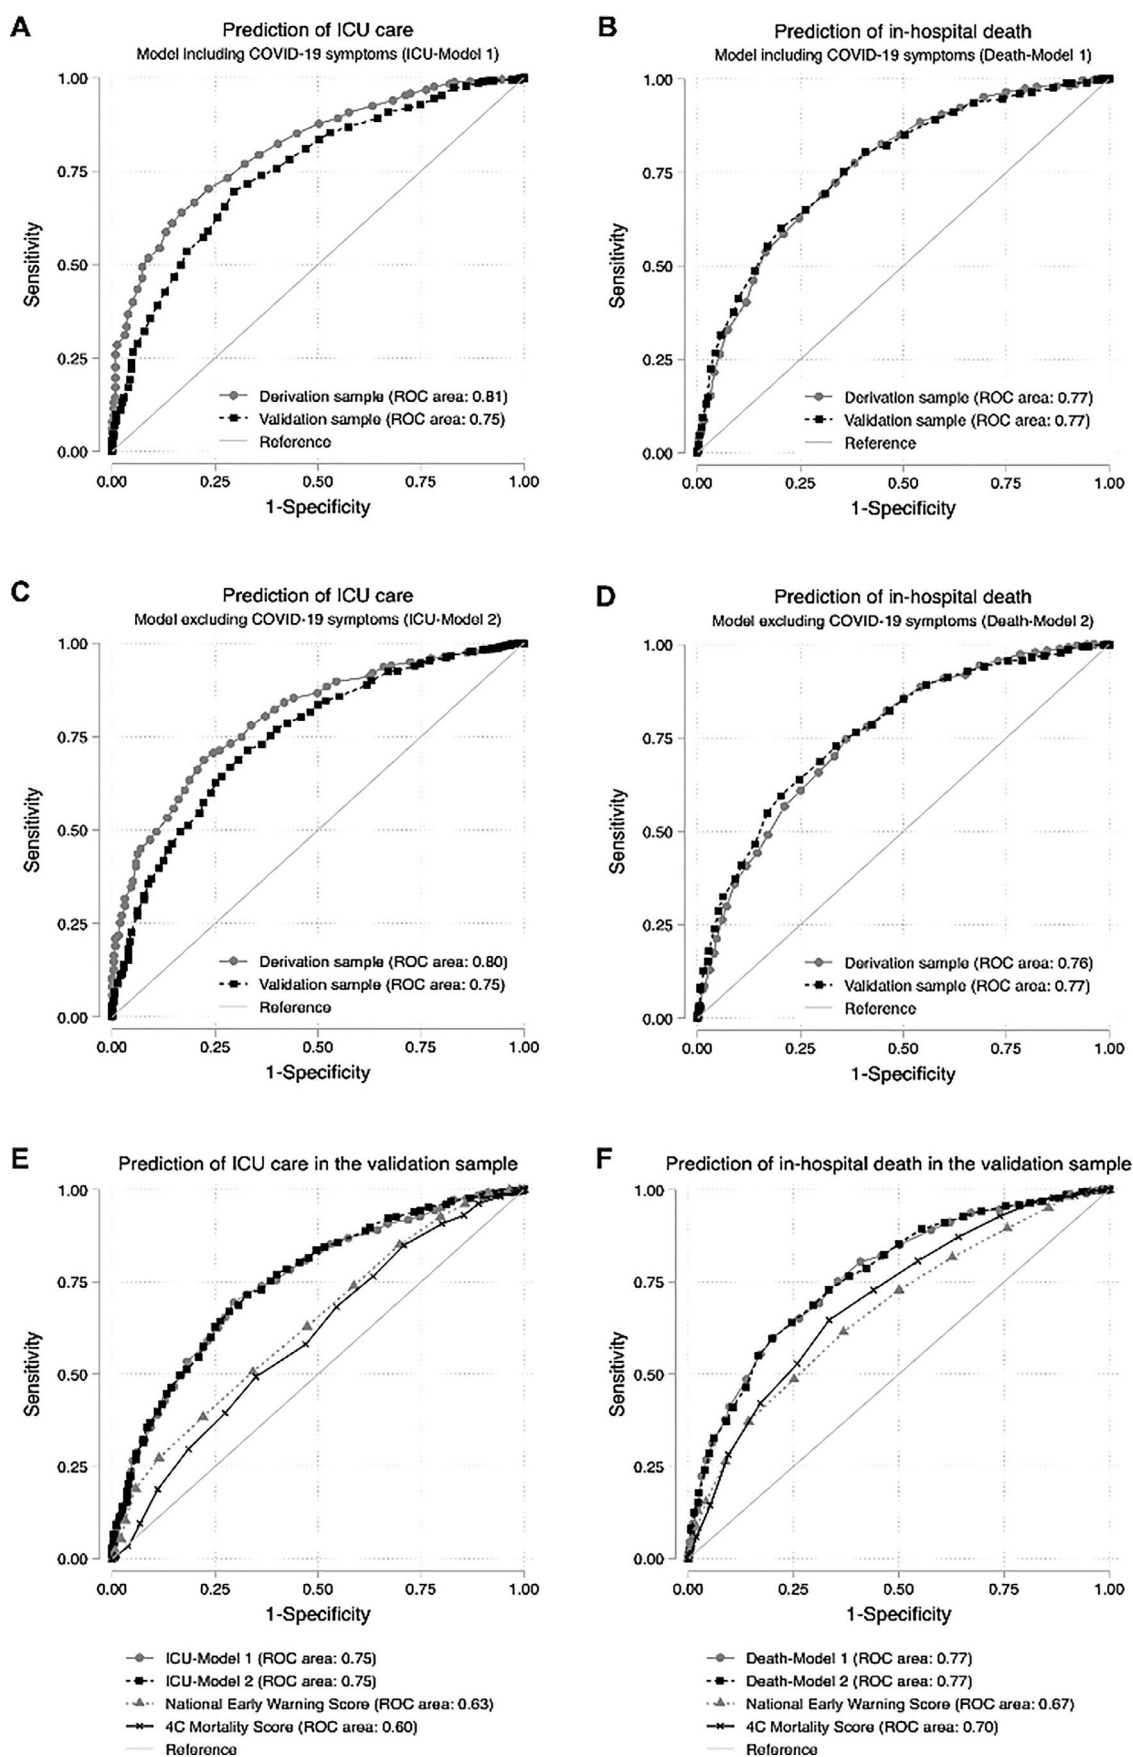 A
Prediction of ICU care
Model including COVID-19 symptoms (ICU-Model 1)
1.00
0.75
0.50
0.25
0.00
Sensitivity
Derivation sample (ROC area: 0.81)
Validation sample (ROC area: 0.75)
Reference
0.00 0.25 0.50 0.75 1.00
1-Specificity
B
Prediction of in-hospital death
Model including COVID-19 symptoms (Death-Model 1)
1.00
0.75
0.50
0.25
0.00
Sensitivity
Derivation sample (ROC area: 0.77)
Validation sample (ROC area: 0.77)
Reference
0.00 0.25 0.50 0.75 1.00
1-Specificity
C
Prediction of ICU care
Model excluding COVID-19 symptoms (ICU-Model 2)
1.00
0.75
0.50
0.25
0.00
Sensitivity
Derivation sample (ROC area: 0.80)
Validation sample (ROC area: 0.75)
Reference
0.00 0.25 0.50 0.75 1.00
1-Specificity
D
Prediction of in-hospital death
Model excluding COVID-19 symptoms (Death-Model 2)
1.00
0.75
0.50
0.25
0.00
Sensitivity
Derivation sample (ROC area: 0.76)
Validation sample (ROC area: 0.77)
Reference
0.00 0.25 0.50 0.75 1.00
1-Specificity
E
Prediction of ICU care in the validation sample
1.00
0.75
0.50
0.25
0.00
Sensitivity
0.00 0.25 0.50 0.75 1.00
1-Specificity
ICU-Model 1 (ROC area: 0.75)
ICU-Model 2 (ROC area: 0.75)
National Early Warning Score (ROC area: 0.63)
4C Mortality Score (ROC area: 0.60)
Reference
F
Prediction of in-hospital death in the validation sample
1.00
0.75
0.50
0.25
0.00
Sensitivity
0.00 0.25 0.50 0.75 1.00
1-Specificity
Death-Model 1 (ROC area: 0.77)
Death-Model 2 (ROC area: 0.77)
National Early Warning Score (ROC area: 0.67)
4C Mortality Score (ROC area: 0.70)
Reference